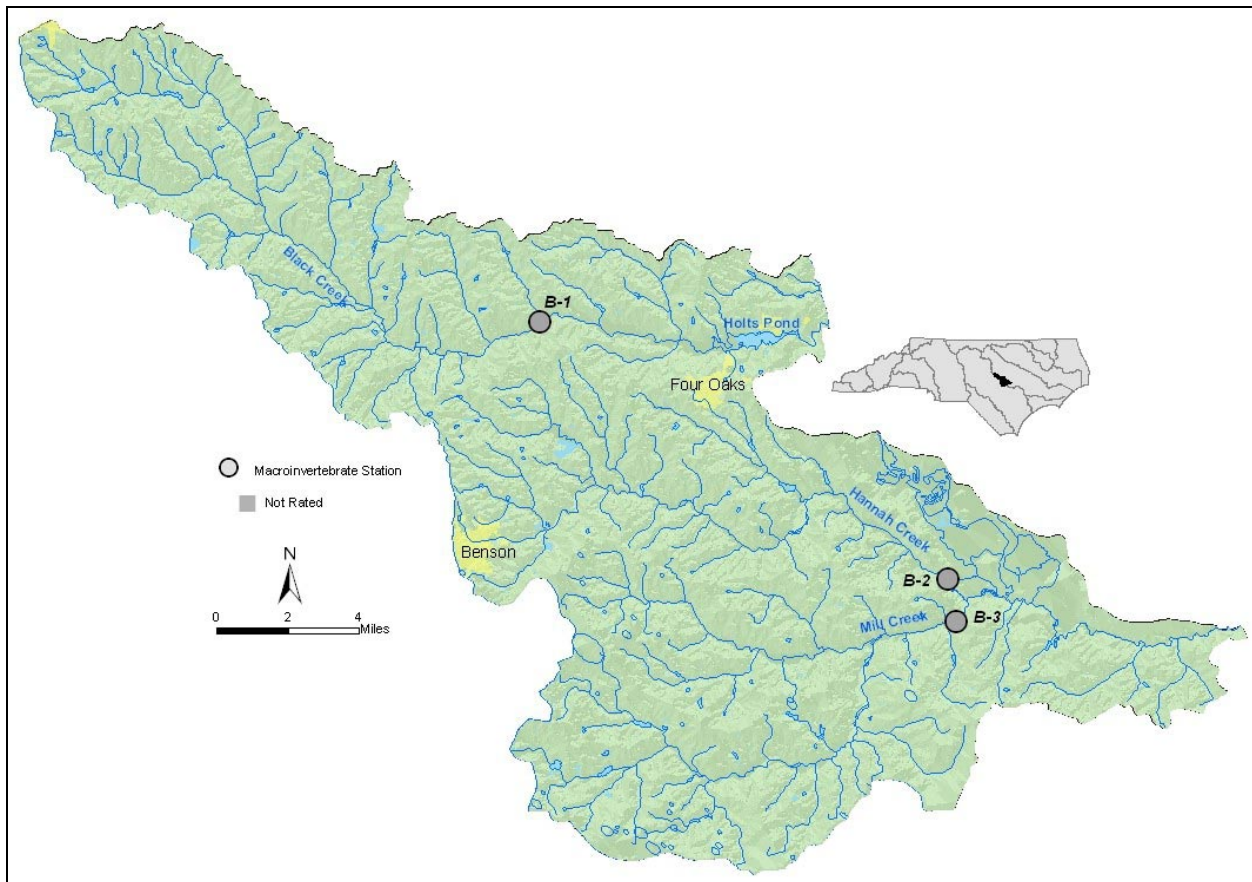 Black Creek
B-1
Holts Pond
Four Oaks
Macroinvertebrate Station
Not Rated
Hannah Creek
N
Benson
B-2
0 2 4
Miles
Mill Creek
B-3